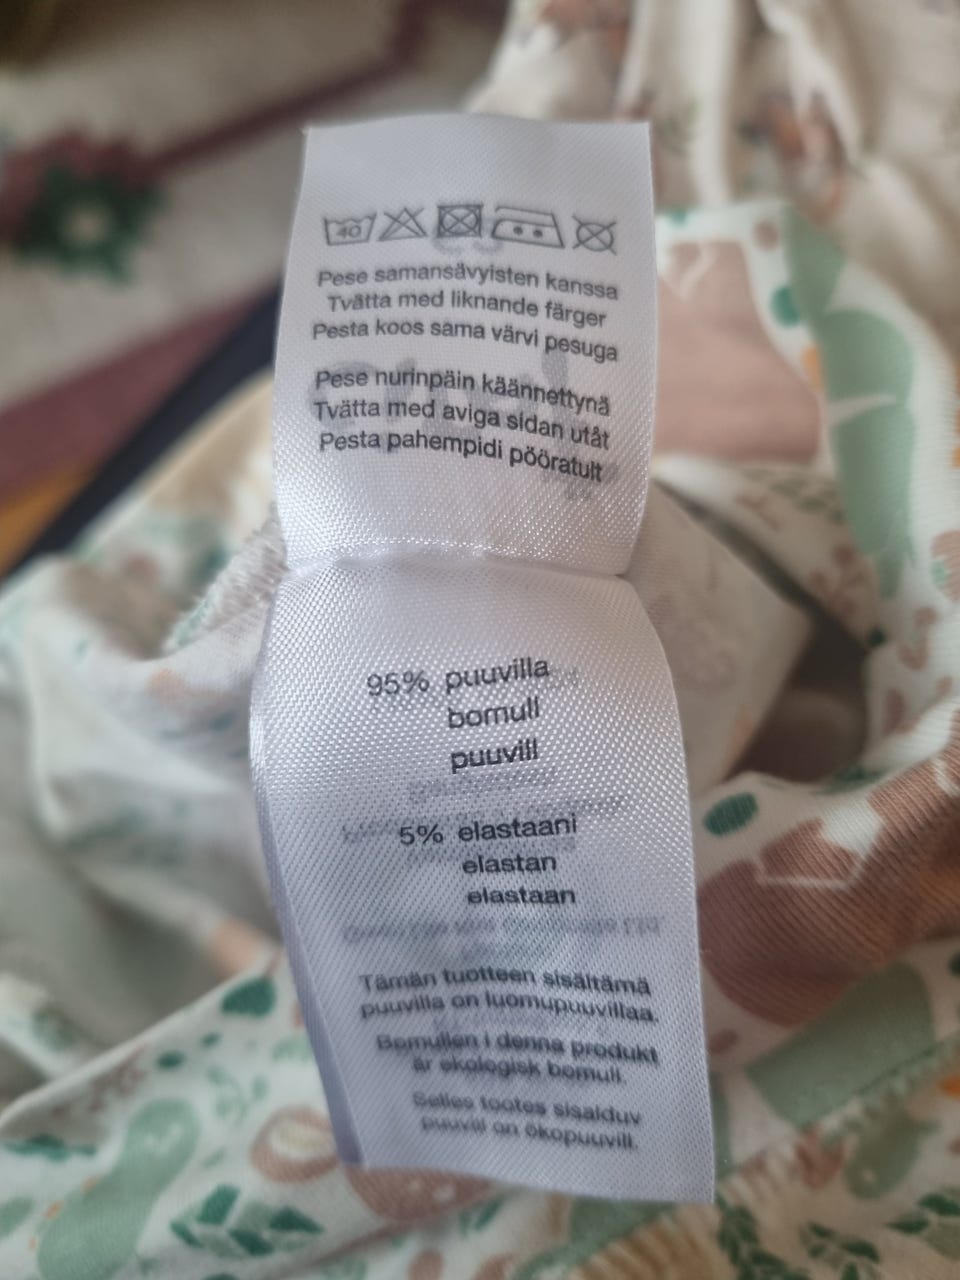 40
Pese samansävyisten kanssa
Tvätta med liknande färger
Pesta koos sama värvi pesuga
Pese nurinpäin käännettynä
Tvätta med aviga sidan utåt
Pesta pahempidi pööratult
95% puuvilla
bomull
puuvill
5% elastaani
elastan
elastaan
Tämän tuotteen sisältämä
puuvilla on luomupuuvillaa.
Bomullen i denna produkt
är ekologisk bomull.
Selles tootes sisalduv
puuvill on ökopuuvill.